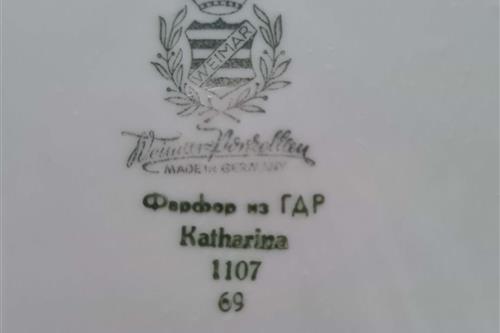 WEIMAR
Weimar Porzellan
MADE IN GERMANY
Фарфор из ГДР
Katharina
1107
69